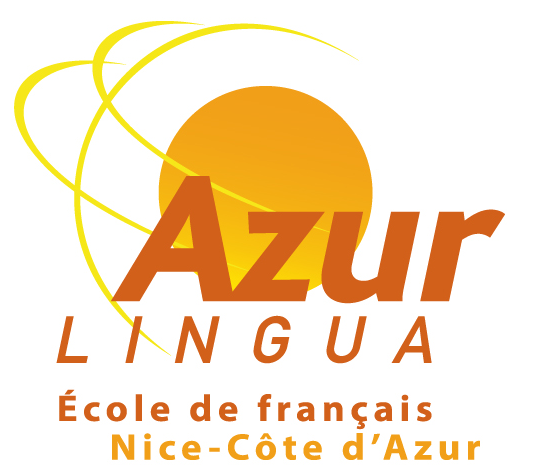 Azur
LINGUA
École de français
Nice-Côte d’Azur